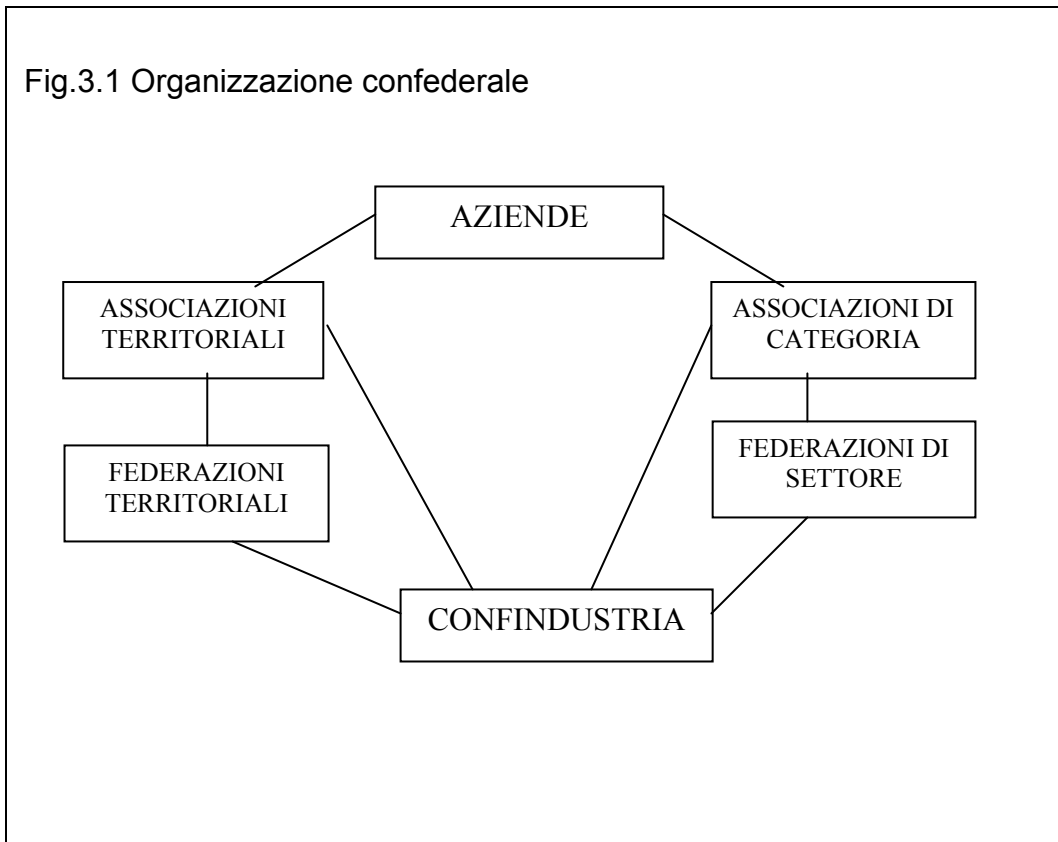 Fig.3.1 Organizzazione confederale
AZIENDE
ASSOCIAZIONI
TERRITORIALI
ASSOCIAZIONI DI
CATEGORIA
FEDERAZIONI
TERRITORIALI
FEDERAZIONI DI
SETTORE
CONFINDUSTRIA